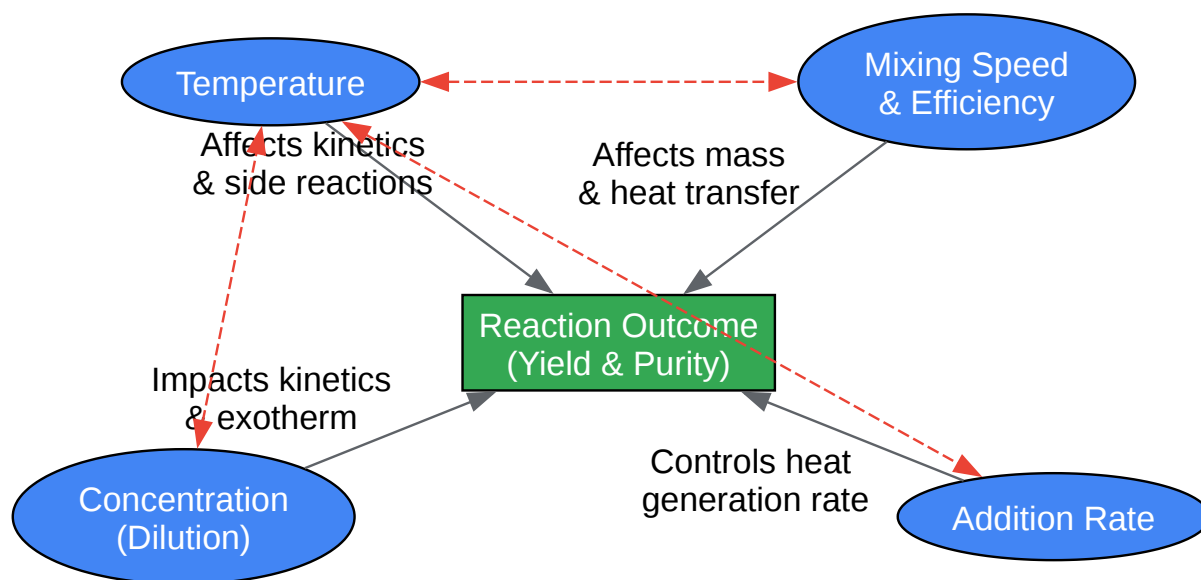 Temperature
Mixing Speed
& Efficiency
Affects kinetics
& side reactions
Affects mass
& heat transfer
Reaction Outcome
(Yield & Purity)
Impacts kinetics
& exotherm
Controls heat
generation rate
Concentration
(Dilution)
Addition Rate